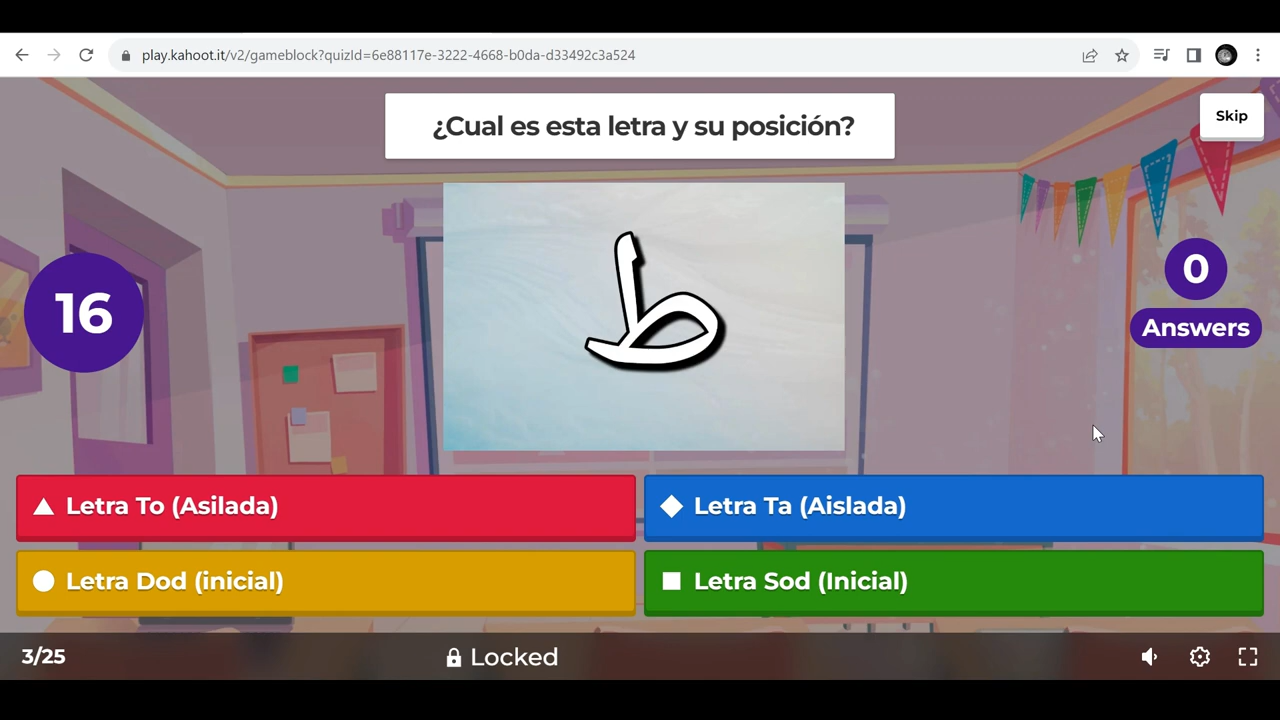 play.kahoot.it/v2/gameblock?quizId=6e88117e-3222-4668-b0da-d33492c3a524
¿Cual es esta letra y su posición?
Skip
ط
16
0
Answers
Letra To (Asilada)
Letra Ta (Aislada)
Letra Dod (inicial)
Letra Sod (Inicial)
3/25
Locked